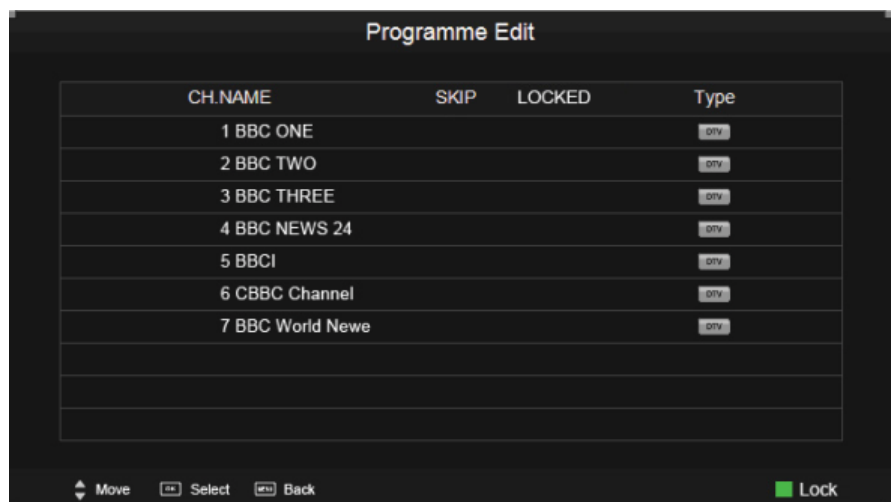 Programme Edit
CH.NAME SKIP LOCKED Type
1 BBC ONE DTV
2 BBC TWO DTV
3 BBC THREE DTV
4 BBC NEWS 24 DTV
5 BBCI DTV
6 CBBC Channel DTV
7 BBC World Newe DTV
Move OK Select MENU Back Lock